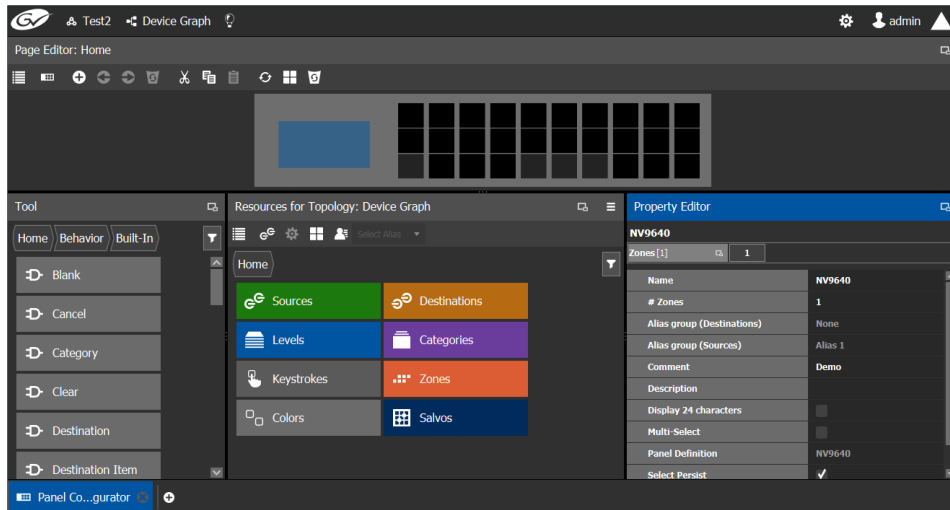 GV Test2 Device Graph admin
Page Editor: Home
Tool
Home Behavior Built-In
Blank
Cancel
Category
Clear
Destination
Destination Item
Resources for Topology: Device Graph
Select Alias
Home
Sources Destinations
Levels Categories
Keystrokes Zones
Colors Salvos
Property Editor
NV9640
Zones[1] 1
Name NV9640
# Zones 1
Alias group (Destinations) None
Alias group (Sources) Alias 1
Comment Demo
Description
Display 24 characters
Multi-Select
Panel Definition NV9640
Select Persist
Panel Co...gurator